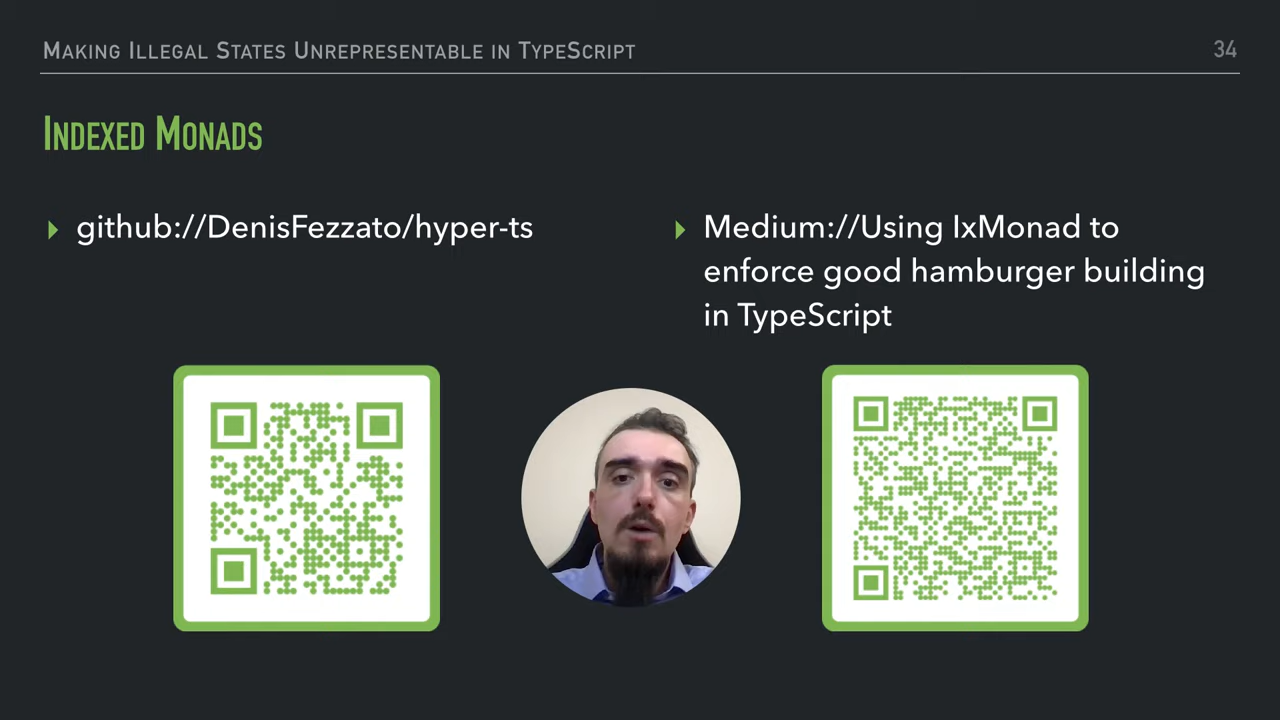 Making Illegal States Unrepresentable in TypeScript
34
Indexed Monads
github://DenisFezzato/hyper-ts
Medium://Using IxMonad to
enforce good hamburger building
in TypeScript